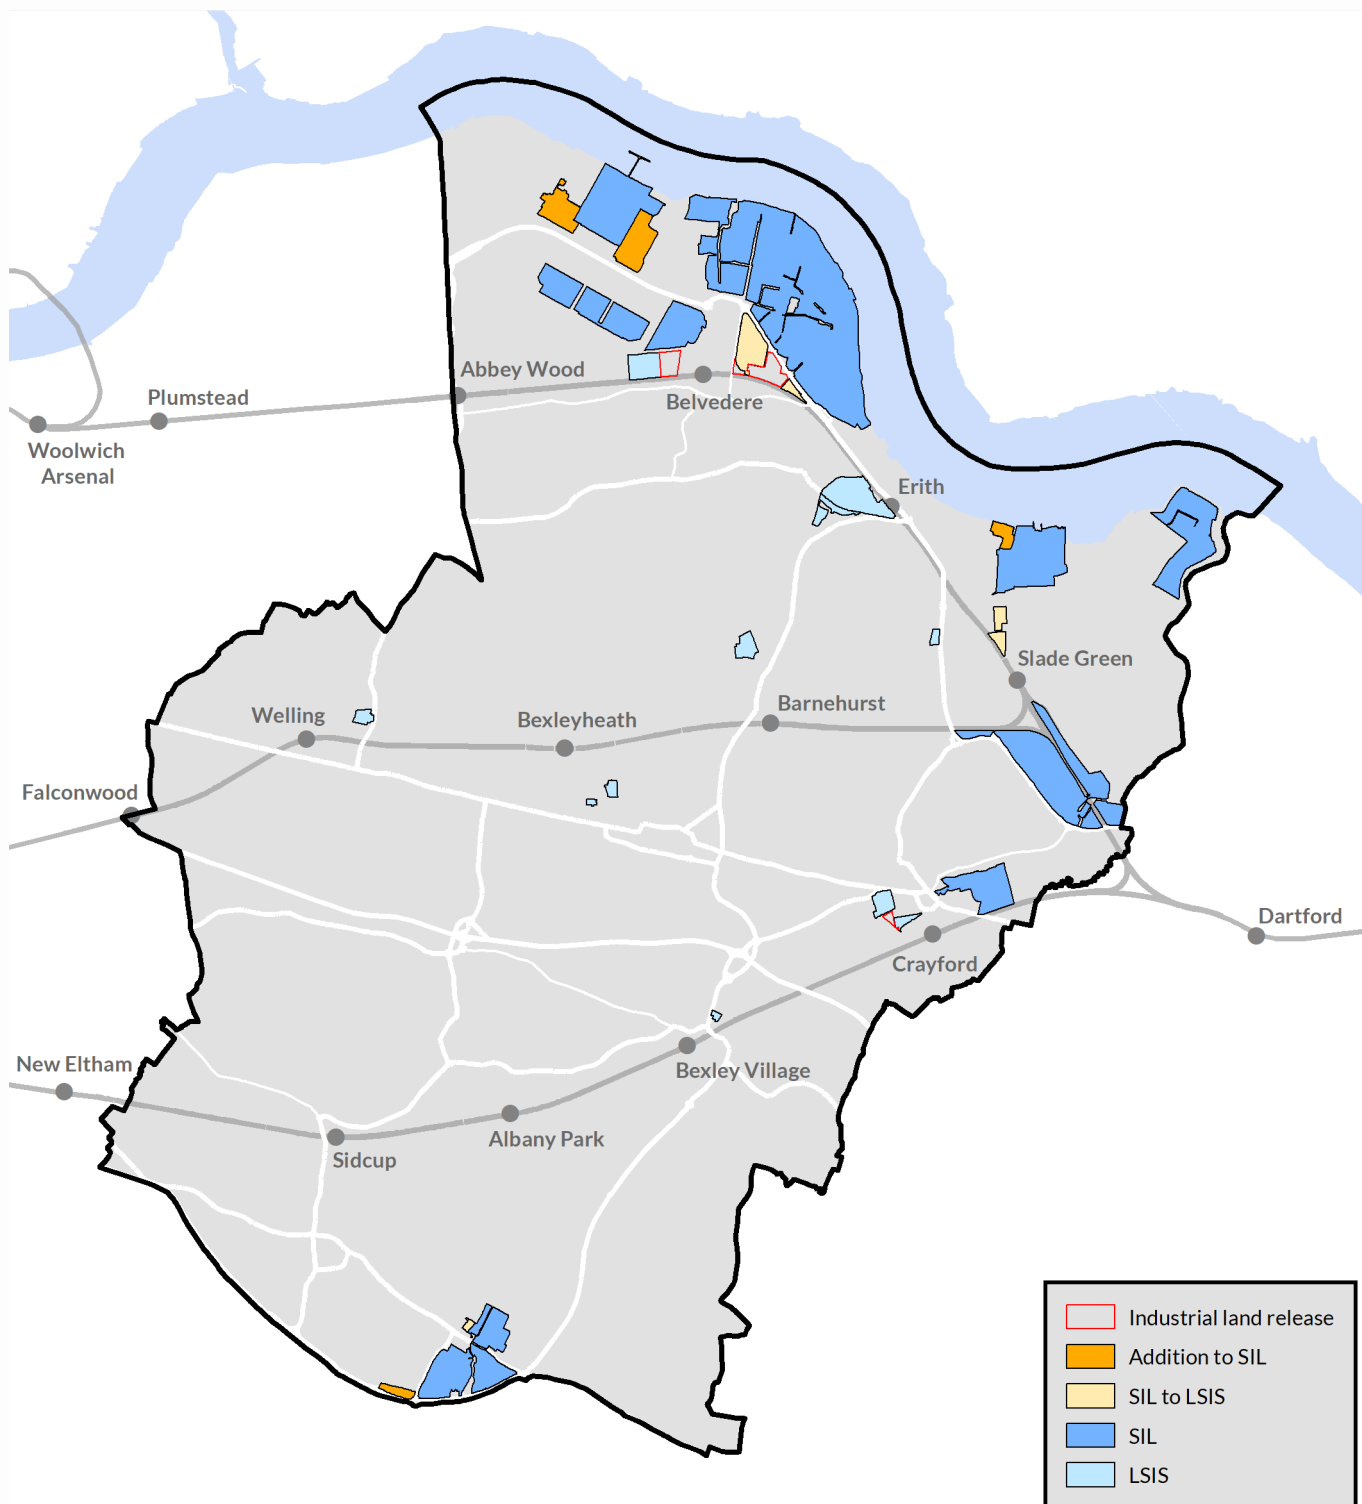 Abbey Wood
Plumstead
Belvedere
Woolwich
Arsenal
Erith
Slade Green
Barnehurst
Welling
Bexleyheath
Falconwood
Dartford
Crayford
New Eltham
Bexley Village
Albany Park
Sidcup
Industrial land release
Addition to SIL
SIL to LSIS
SIL
LSIS